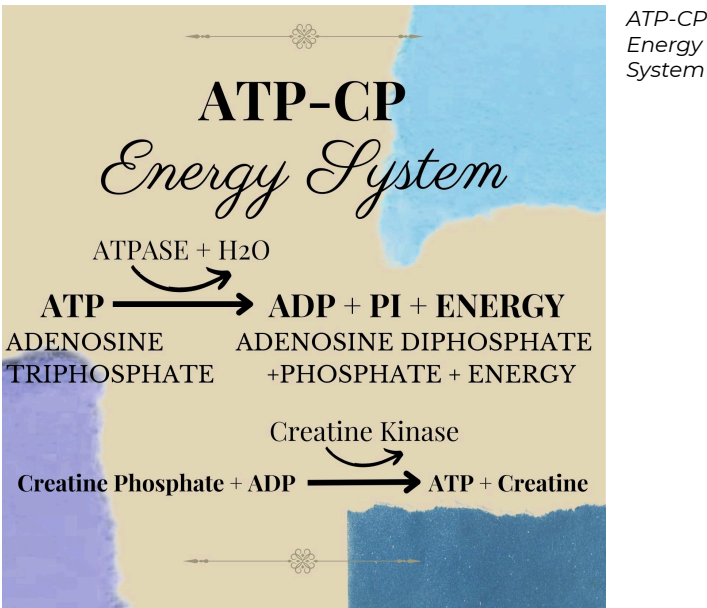 ATP-CP
Energy System
ATPASE + H2O
ATP ADP + PI + ENERGY
ADENOSINE ADENOSINE DIPHOSPHATE
TRIPHOSPHATE +PHOSPHATE + ENERGY
Creatine Kinase
Creatine Phosphate + ADP ATP + Creatine
ATP-CP
Energy
System